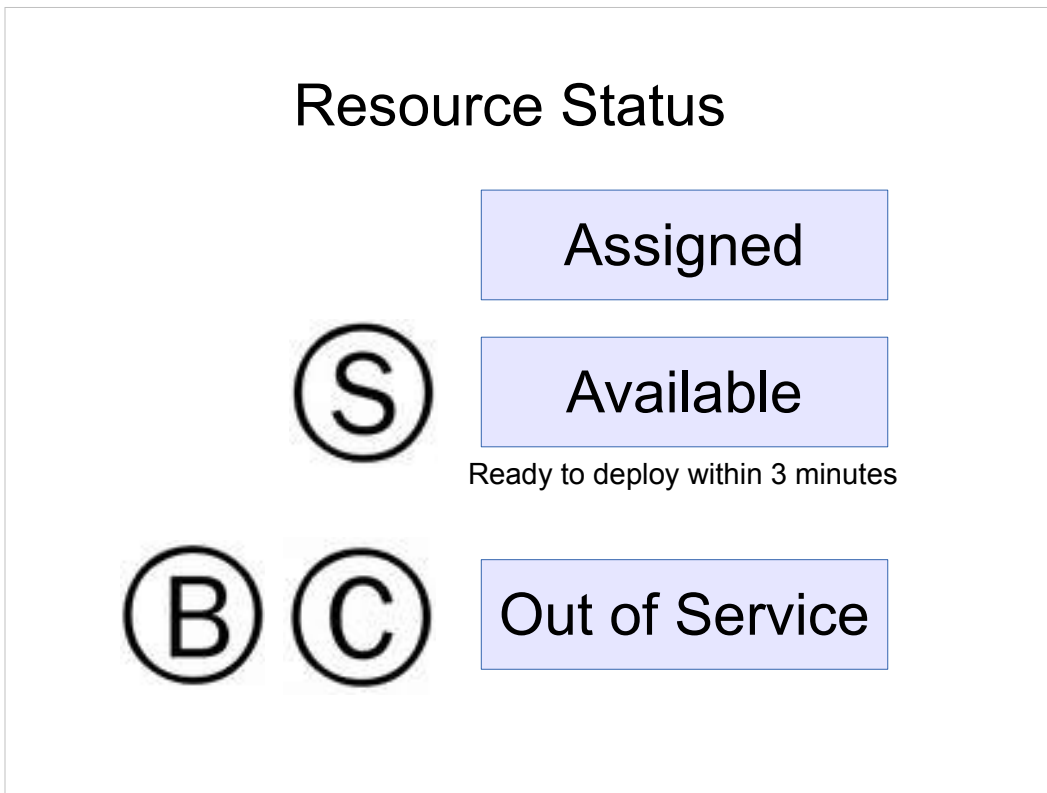 Resource Status
Assigned
S
Available
Ready to deploy within 3 minutes
B C
Out of Service